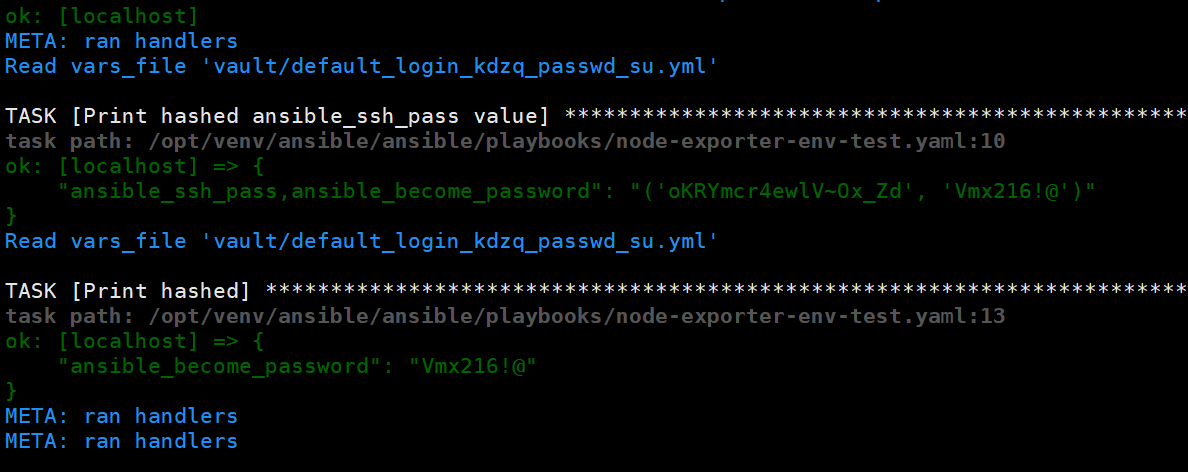 ok: [localhost]
META: ran handlers
Read vars_file 'vault/default_login_kdzq_passwd_su.yml'
TASK [Print hashed ansible_ssh_pass value] ************************************************
task path: /opt/venv/ansible/ansible/playbooks/node-exporter-env-test.yaml:10
ok: [localhost] => {
    "ansible_ssh_pass,ansible_become_password": "('oKRYmcr4ewlV~Ox_Zd', 'Vmx216!@')"
}
Read vars_file 'vault/default_login_kdzq_passwd_su.yml'
TASK [Print hashed] ***********************************************************************
task path: /opt/venv/ansible/ansible/playbooks/node-exporter-env-test.yaml:13
ok: [localhost] => {
    "ansible_become_password": "Vmx216!@"
}
META: ran handlers
META: ran handlers